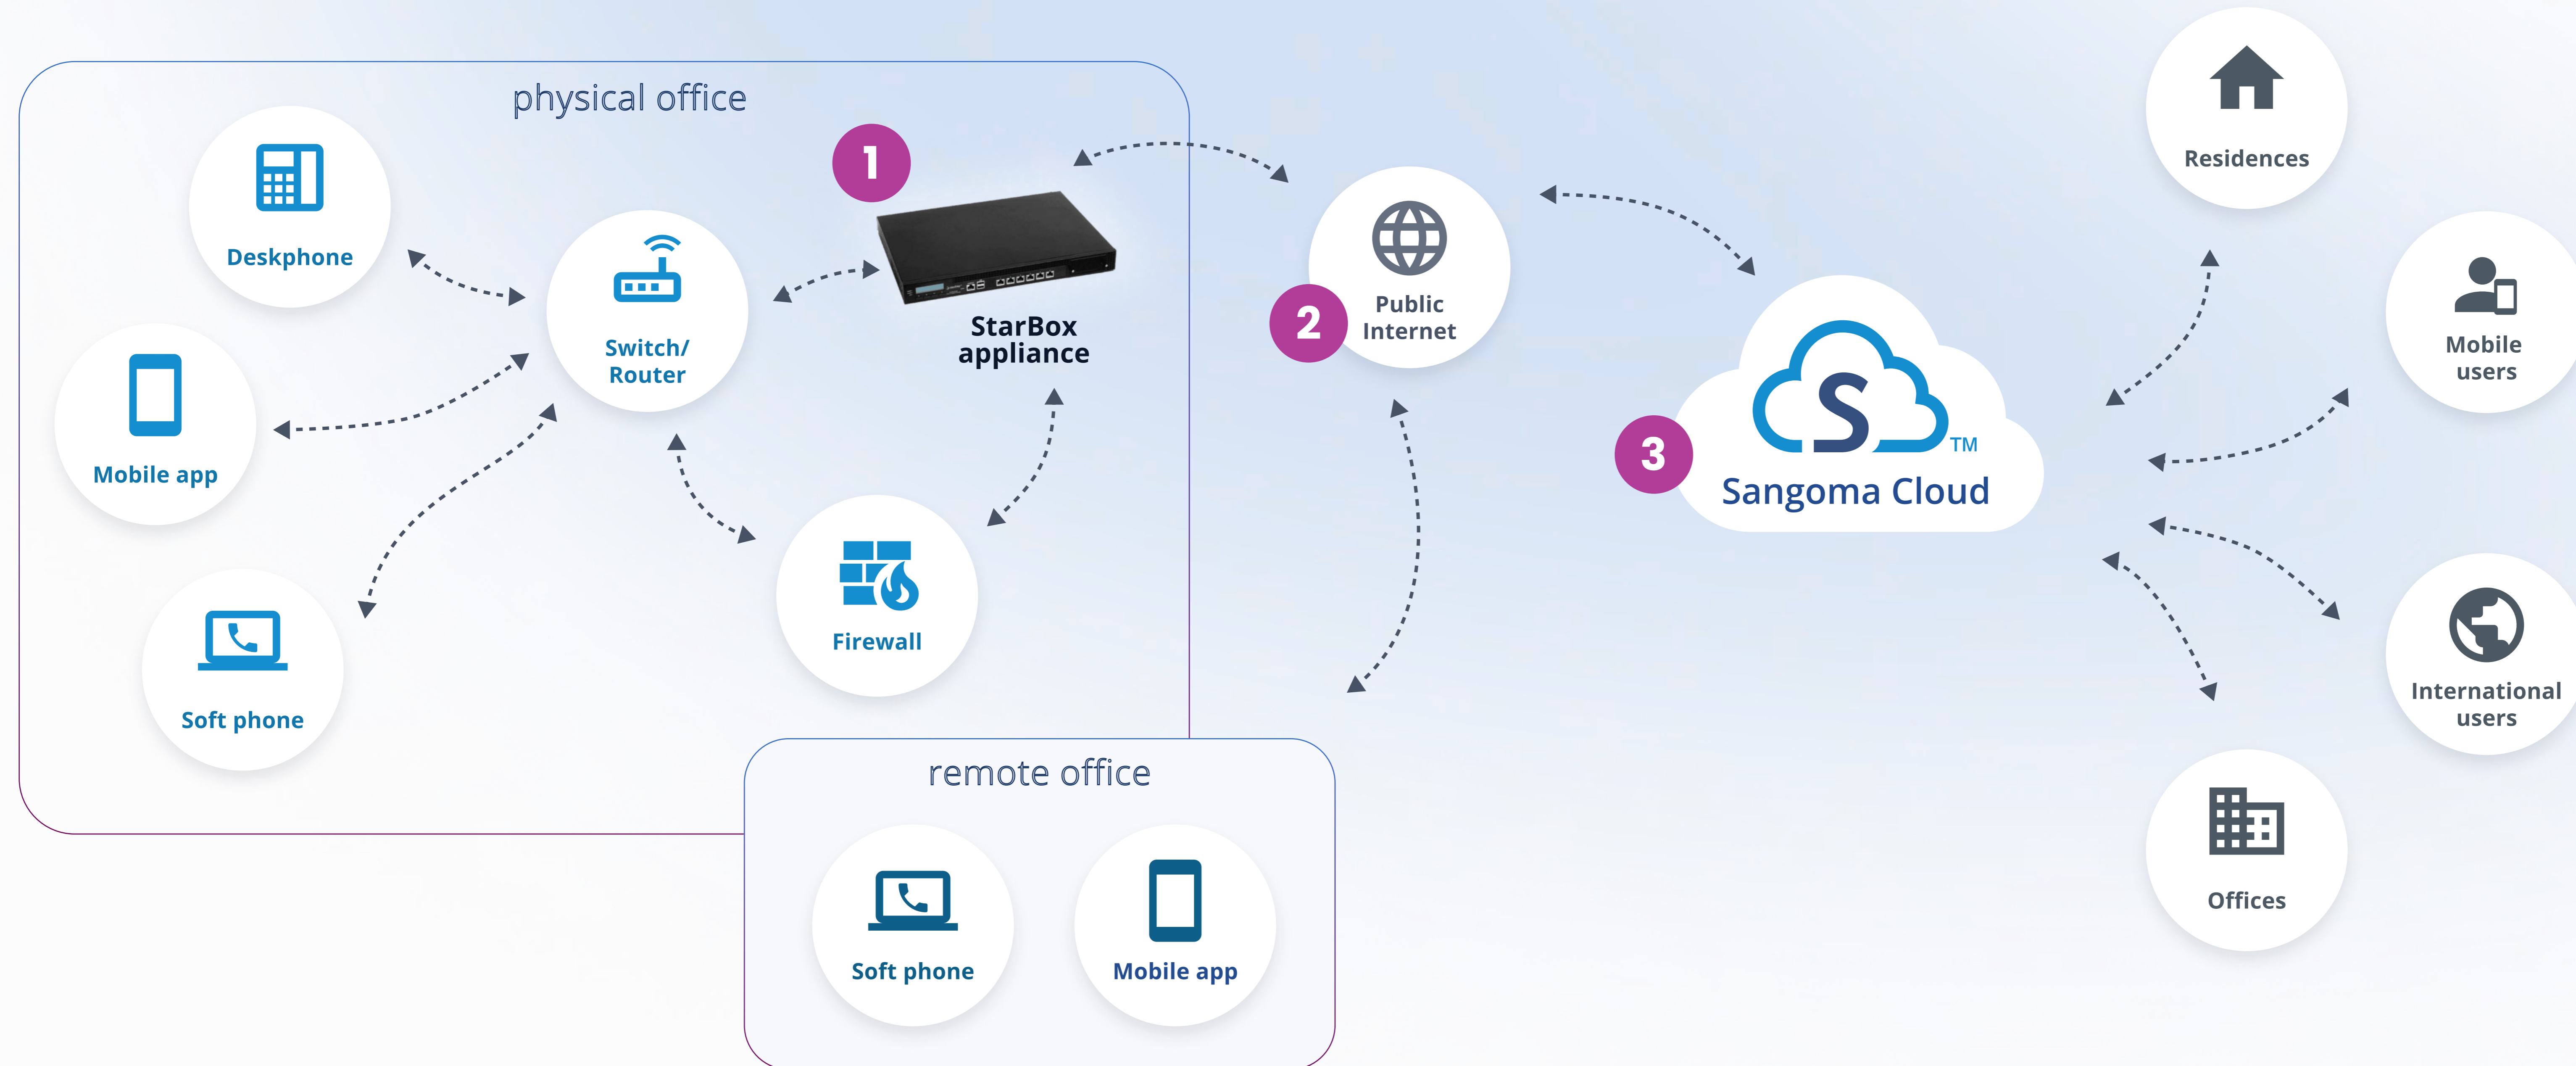 physical office
1
Deskphone
Switch/
Router
StarBox
appliance
Mobile app
Soft phone
Firewall
remote office
Soft phone
Mobile app
2
Public
Internet
3
S
TM
Sangoma Cloud
Residences
Mobile
users
International
users
Offices